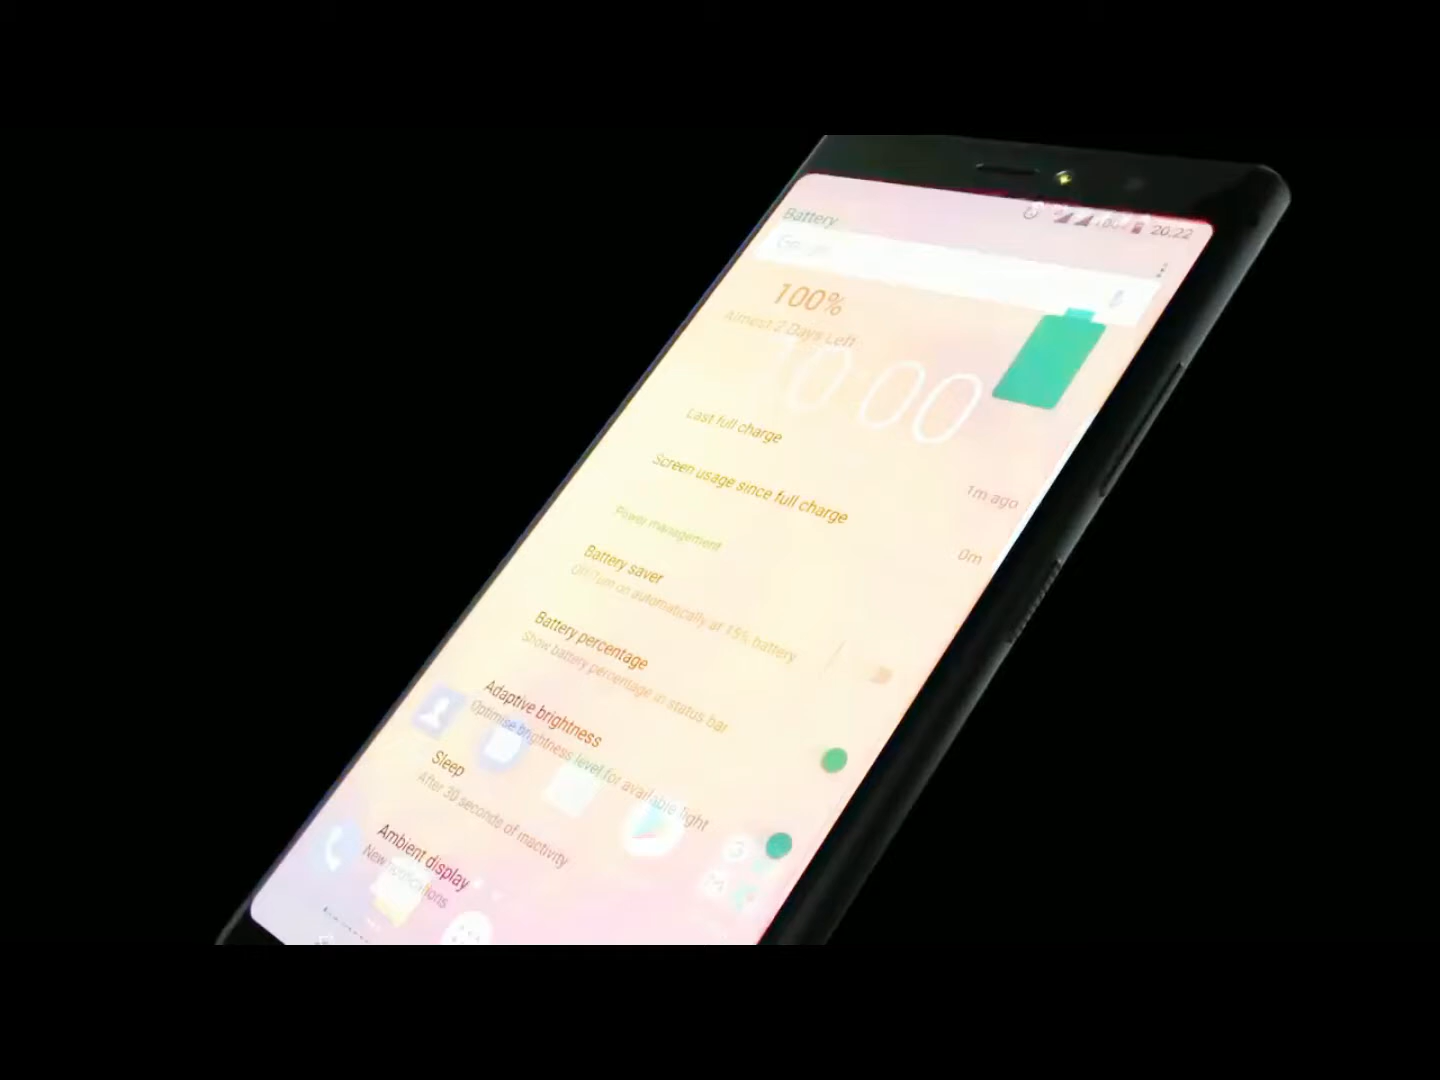 Battery
20:22
Google
100%
Almost 2 Days Left
10:00
Last full charge
1m ago
Screen usage since full charge
0m
Power management
Battery saver
Off/Turn on automatically at 15% battery
Battery percentage
Show battery percentage in status bar
Adaptive brightness
Optimise brightness level for available light
Sleep
After 30 seconds of inactivity
Ambient display
New notifications